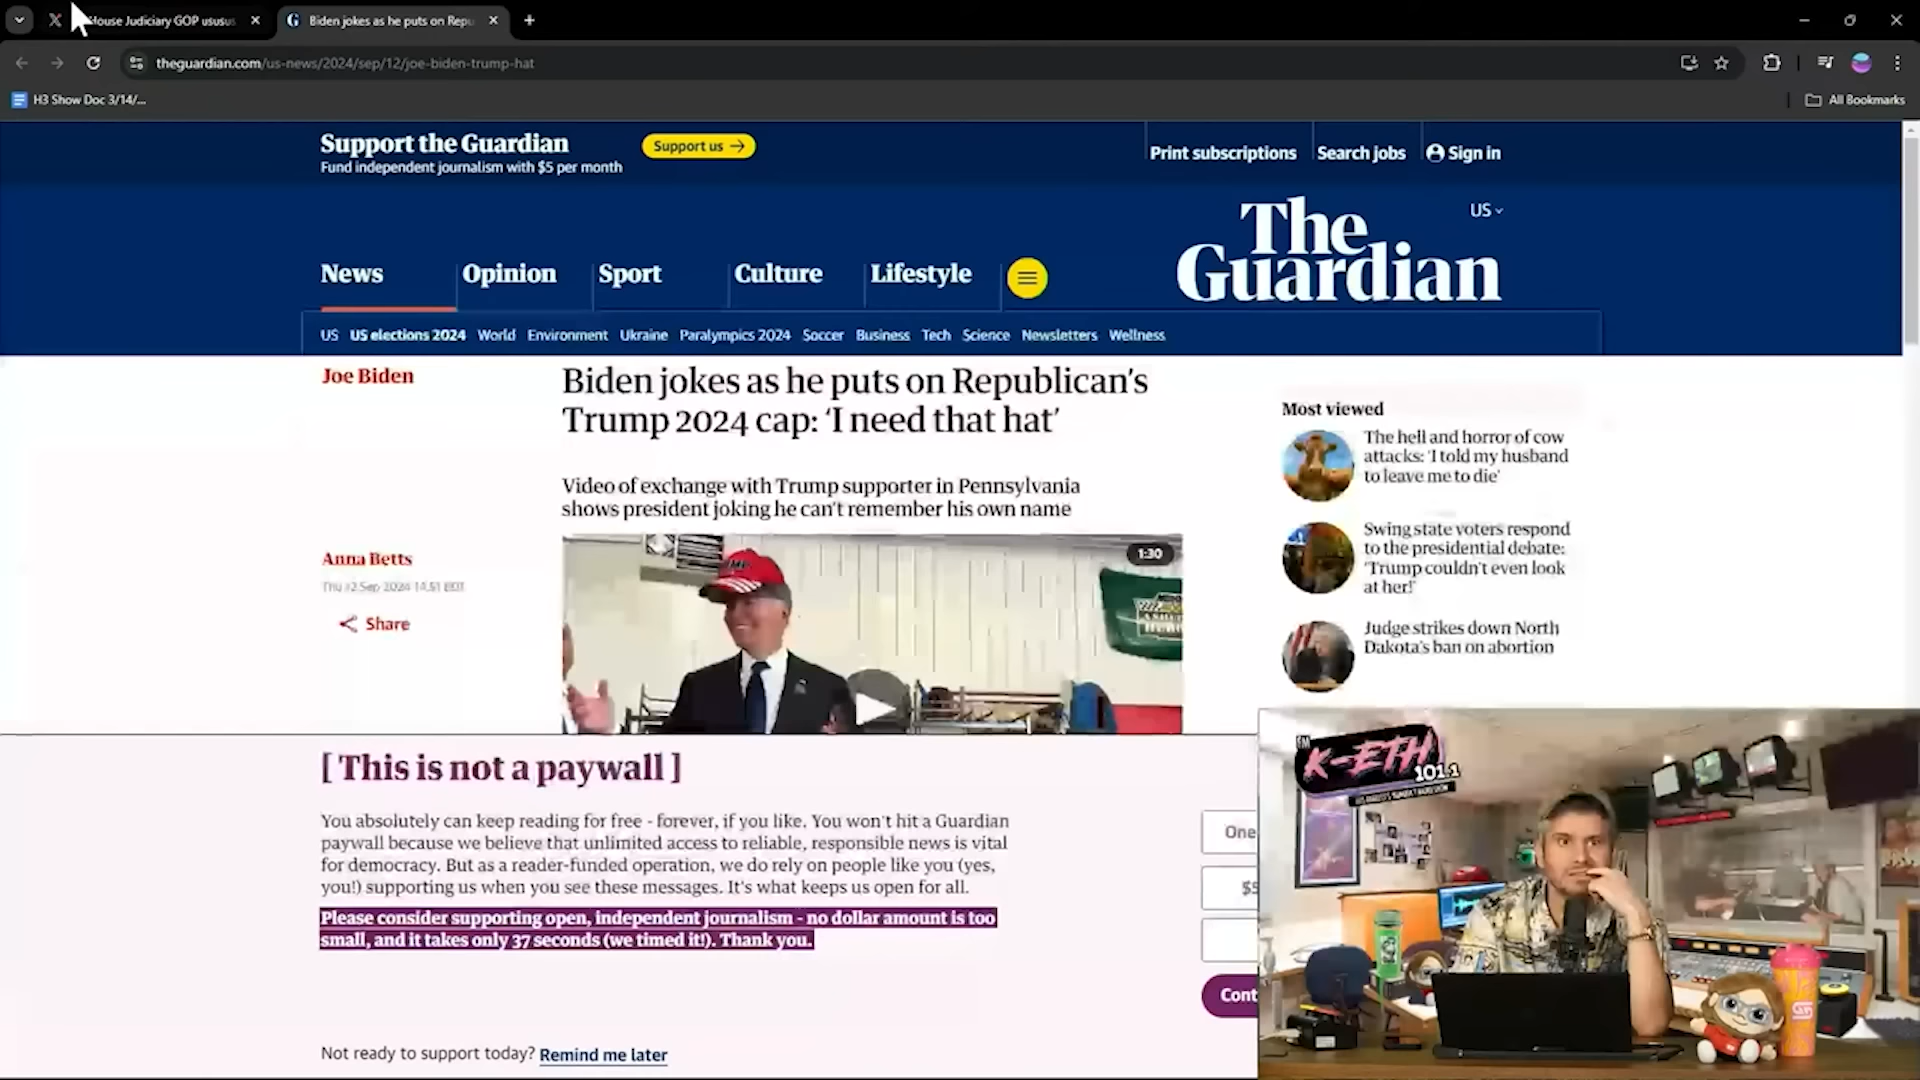 House Judiciary GOP ususus
Biden jokes as he puts on Repu
theguardian.com/us-news/2024/sep/12/joe-biden-trump-hat
H3 Show Doc 3/14/...
All Bookmarks
Support the Guardian
Fund independent journalism with $5 per month
Support us →
Print subscriptions
Search jobs
Sign in
US
The
Guardian
News
Opinion
Sport
Culture
Lifestyle
US
US elections 2024
World
Environment
Ukraine
Paralympics 2024
Soccer
Business
Tech
Science
Newsletters
Wellness
Joe Biden
Biden jokes as he puts on Republican's
Trump 2024 cap: 'I need that hat'
Video of exchange with Trump supporter in Pennsylvania
shows president joking he can't remember his own name
Anna Betts
Thu 12 Sep 2024 14.51 EDT
Share
1:30
Most viewed
The hell and horror of cow
attacks: 'I told my husband
to leave me to die'
Swing state voters respond
to the presidential debate:
'Trump couldn't even look
at her!'
Judge strikes down North
Dakota's ban on abortion
[ This is not a paywall ]
You absolutely can keep reading for free - forever, if you like. You won't hit a Guardian
paywall because we believe that unlimited access to reliable, responsible news is vital
for democracy. But as a reader-funded operation, we do rely on people like you (yes,
you!) supporting us when you see these messages. It's what keeps us open for all.
Please consider supporting open, independent journalism - no dollar amount is too
small, and it takes only 37 seconds (we timed it!). Thank you.
One
$5
Cont
Not ready to support today? Remind me later
FM
K-ETH
101.1